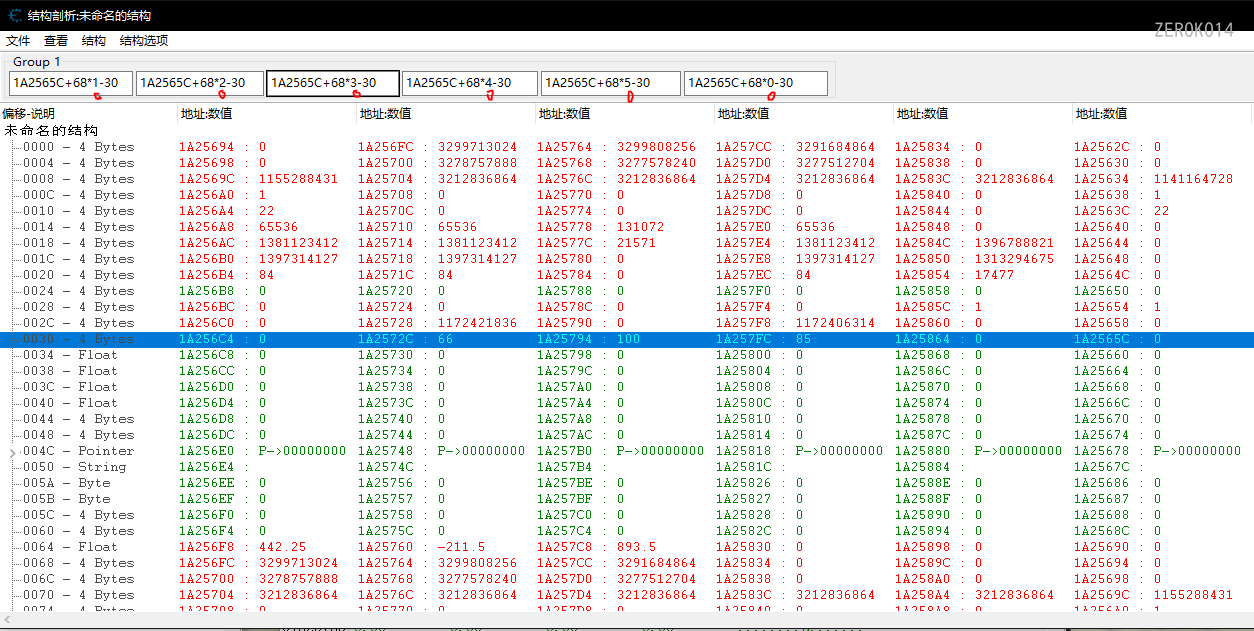 结构剖析:未命名的结构
ZEROK014
文件 查看 结构 结构选项
Group 1
1A2565C+68*1-30 1A2565C+68*2-30 1A2565C+68*3-30 1A2565C+68*4-30 1A2565C+68*5-30 1A2565C+68*0-30
偏移-说明 地址:数值 地址:数值 地址:数值 地址:数值 地址:数值 地址:数值
未命名的结构
0000 - 4 Bytes 1A25694 : 0 1A256FC : 3299713024 1A25764 : 3299808256 1A257CC : 3291684864 1A25834 : 0 1A2562C : 0
0004 - 4 Bytes 1A25698 : 0 1A25700 : 3278757888 1A25768 : 3277578240 1A257D0 : 3277512704 1A25838 : 0 1A25630 : 0
0008 - 4 Bytes 1A2569C : 1155288431 1A25704 : 3212836864 1A2576C : 3212836864 1A257D4 : 3212836864 1A2583C : 3212836864 1A25634 : 1141164728
000C - 4 Bytes 1A256A0 : 1 1A25708 : 0 1A25770 : 0 1A257D8 : 0 1A25840 : 0 1A25638 : 1
0010 - 4 Bytes 1A256A4 : 22 1A2570C : 0 1A25774 : 0 1A257DC : 0 1A25844 : 0 1A2563C : 22
0014 - 4 Bytes 1A256A8 : 65536 1A25710 : 65536 1A25778 : 131072 1A257E0 : 65536 1A25848 : 0 1A25640 : 0
0018 - 4 Bytes 1A256AC : 1381123412 1A25714 : 1381123412 1A2577C : 21571 1A257E4 : 1381123412 1A2584C : 1396788821 1A25644 : 0
001C - 4 Bytes 1A256B0 : 1397314127 1A25718 : 1397314127 1A25780 : 0 1A257E8 : 1397314127 1A25850 : 1313294675 1A25648 : 0
0020 - 4 Bytes 1A256B4 : 84 1A2571C : 84 1A25784 : 0 1A257EC : 84 1A25854 : 17477 1A2564C : 0
0024 - 4 Bytes 1A256B8 : 0 1A25720 : 0 1A25788 : 0 1A257F0 : 0 1A25858 : 0 1A25650 : 0
0028 - 4 Bytes 1A256BC : 0 1A25724 : 0 1A2578C : 0 1A257F4 : 0 1A2585C : 1 1A25654 : 1
002C - 4 Bytes 1A256C0 : 0 1A25728 : 1172421836 1A25790 : 0 1A257F8 : 1172406314 1A25860 : 0 1A25658 : 0
0030 - 4 Bytes 1A256C4 : 0 1A2572C : 66 1A25794 : 100 1A257FC : 85 1A25864 : 0 1A2565C : 0
0034 - Float 1A256C8 : 0 1A25730 : 0 1A25798 : 0 1A25800 : 0 1A25868 : 0 1A25660 : 0
0038 - Float 1A256CC : 0 1A25734 : 0 1A2579C : 0 1A25804 : 0 1A2586C : 0 1A25664 : 0
003C - Float 1A256D0 : 0 1A25738 : 0 1A257A0 : 0 1A25808 : 0 1A25870 : 0 1A25668 : 0
0040 - Float 1A256D4 : 0 1A2573C : 0 1A257A4 : 0 1A2580C : 0 1A25874 : 0 1A2566C : 0
0044 - 4 Bytes 1A256D8 : 0 1A25740 : 0 1A257A8 : 0 1A25810 : 0 1A25878 : 0 1A25670 : 0
0048 - 4 Bytes 1A256DC : 0 1A25744 : 0 1A257AC : 0 1A25814 : 0 1A2587C : 0 1A25674 : 0
004C - Pointer 1A256E0 : P->00000000 1A25748 : P->00000000 1A257B0 : P->00000000 1A25818 : P->00000000 1A25880 : P->00000000 1A25678 : P->00000000
0050 - String 1A256E4 : 1A2574C : 1A257B4 : 1A2581C : 1A25884 : 1A2567C :
005A - Byte 1A256EE : 0 1A25756 : 0 1A257BE : 0 1A25826 : 0 1A2588E : 0 1A25686 : 0
005B - Byte 1A256EF : 0 1A25757 : 0 1A257BF : 0 1A25827 : 0 1A2588F : 0 1A25687 : 0
005C - 4 Bytes 1A256F0 : 0 1A25758 : 0 1A257C0 : 0 1A25828 : 0 1A25890 : 0 1A25688 : 0
0060 - 4 Bytes 1A256F4 : 0 1A2575C : 0 1A257C4 : 0 1A2582C : 0 1A25894 : 0 1A2568C : 0
0064 - Float 1A256F8 : 442.25 1A25760 : -211.5 1A257C8 : 893.5 1A25830 : 0 1A25898 : 0 1A25690 : 0
0068 - 4 Bytes 1A256FC : 3299713024 1A25764 : 3299808256 1A257CC : 3291684864 1A25834 : 0 1A2589C : 0 1A25694 : 0
006C - 4 Bytes 1A25700 : 3278757888 1A25768 : 3277578240 1A257D0 : 3277512704 1A25838 : 0 1A258A0 : 0 1A25698 : 0
0070 - 4 Bytes 1A25704 : 3212836864 1A2576C : 3212836864 1A257D4 : 3212836864 1A2583C : 3212836864 1A258A4 : 3212836864 1A2569C : 1155288431
0074 - 4 Bytes 1A25708 : 0 1A25770 : 0 1A257D8 : 0 1A25840 : 0 1A258A8 : 0 1A256A0 : 1